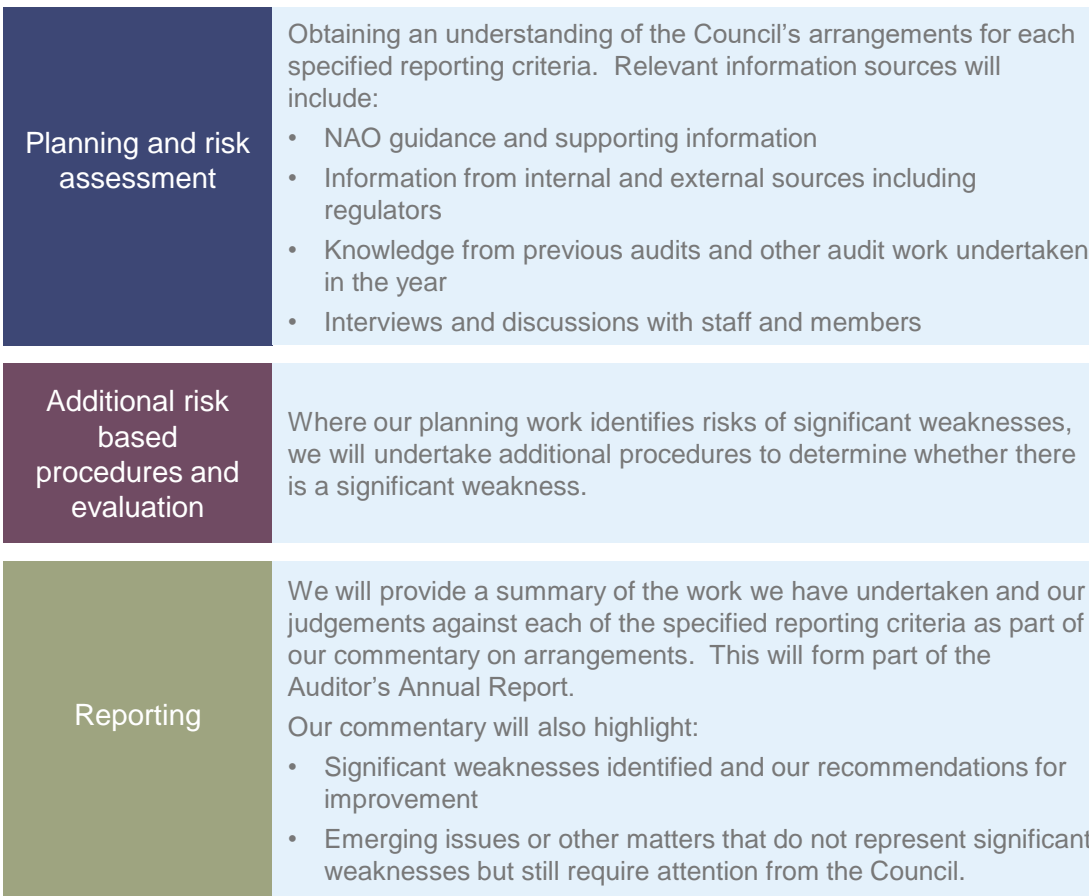 Planning and risk
assessment
Obtaining an understanding of the Council’s arrangements for each
specified reporting criteria.  Relevant information sources will
include:
• NAO guidance and supporting information
• Information from internal and external sources including
regulators
• Knowledge from previous audits and other audit work undertaken
in the year
• Interviews and discussions with staff and members
Additional risk
based
procedures and
evaluation
Where our planning work identifies risks of significant weaknesses,
we will undertake additional procedures to determine whether there
is a significant weakness.
Reporting
We will provide a summary of the work we have undertaken and our
judgements against each of the specified reporting criteria as part of
our commentary on arrangements.  This will form part of the
Auditor’s Annual Report.
Our commentary will also highlight:
• Significant weaknesses identified and our recommendations for
improvement
• Emerging issues or other matters that do not represent significant
weaknesses but still require attention from the Council.